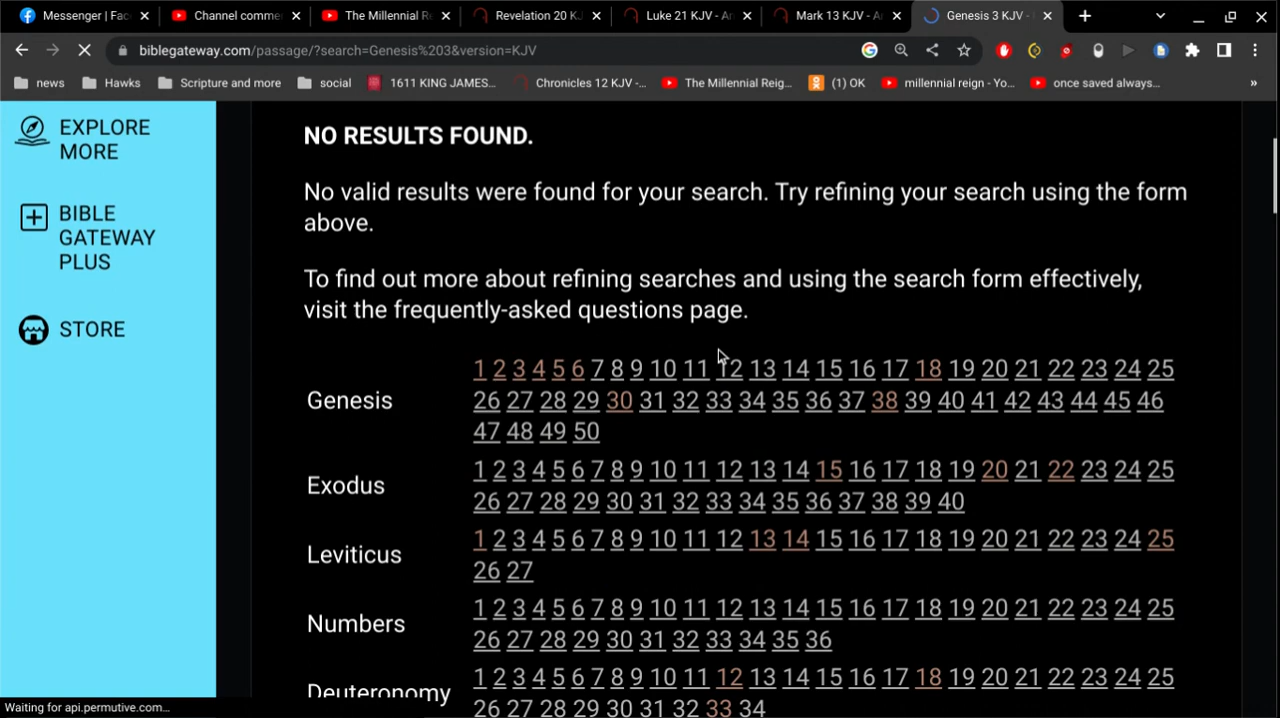 Messenger | Fac
Channel comme
The Millennial Re
Revelation 20 KJ
Luke 21 KJV - A
Mark 13 KJV - A
Genesis 3 KJV -
biblegateway.com/passage/?search=Genesis%203&version=KJV
news
Hawks
Scripture and more
social
1611 KING JAMES...
Chronicles 12 KJV -...
The Millennial Reig...
(1) OK
millennial reign - Yo...
once saved always...
»
EXPLORE
MORE
BIBLE
GATEWAY
PLUS
STORE
NO RESULTS FOUND.
No valid results were found for your search. Try refining your search using the form
above.
To find out more about refining searches and using the search form effectively,
visit the frequently-asked questions page.
Genesis
1 2 3 4 5 6 7 8 9 10 11 12 13 14 15 16 17 18 19 20 21 22 23 24 25
26 27 28 29 30 31 32 33 34 35 36 37 38 39 40 41 42 43 44 45 46
47 48 49 50
Exodus
1 2 3 4 5 6 7 8 9 10 11 12 13 14 15 16 17 18 19 20 21 22 23 24 25
26 27 28 29 30 31 32 33 34 35 36 37 38 39 40
Leviticus
1 2 3 4 5 6 7 8 9 10 11 12 13 14 15 16 17 18 19 20 21 22 23 24 25
26 27
Numbers
1 2 3 4 5 6 7 8 9 10 11 12 13 14 15 16 17 18 19 20 21 22 23 24 25
26 27 28 29 30 31 32 33 34 35 36
Deuteronomy
1 2 3 4 5 6 7 8 9 10 11 12 13 14 15 16 17 18 19 20 21 22 23 24 25
26 27 28 29 30 31 32 33 34
Waiting for api.permutive.com...